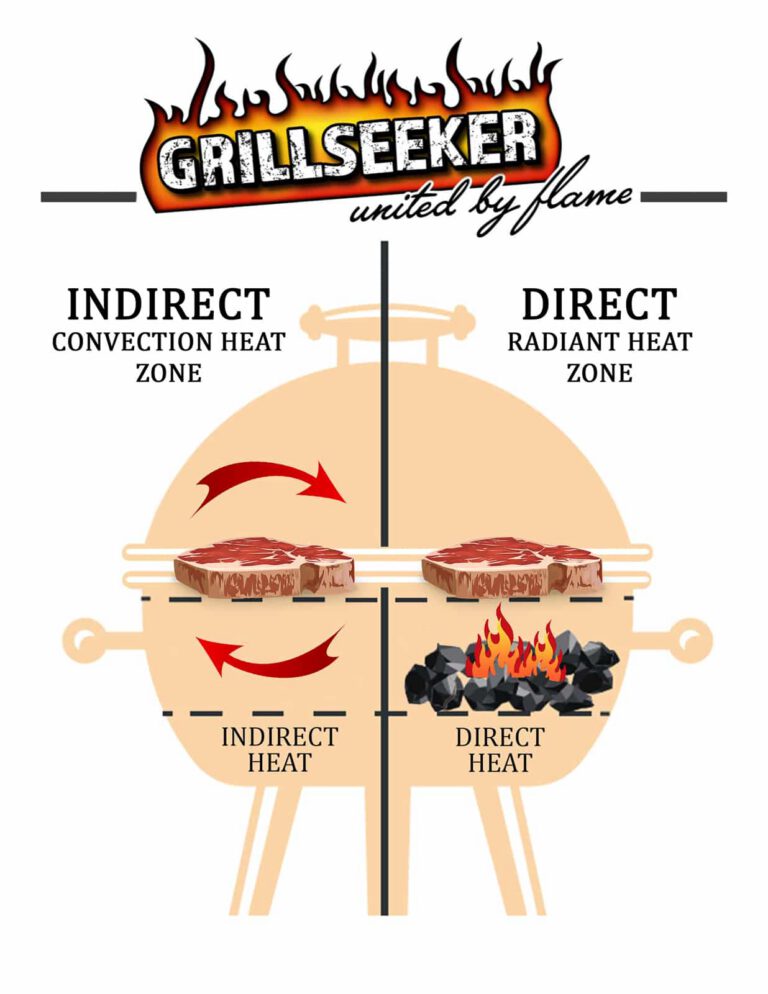 GRILLSEEKER
united by flame
INDIRECT
CONVECTION HEAT
ZONE
DIRECT
RADIANT HEAT
ZONE
INDIRECT
HEAT
DIRECT
HEAT